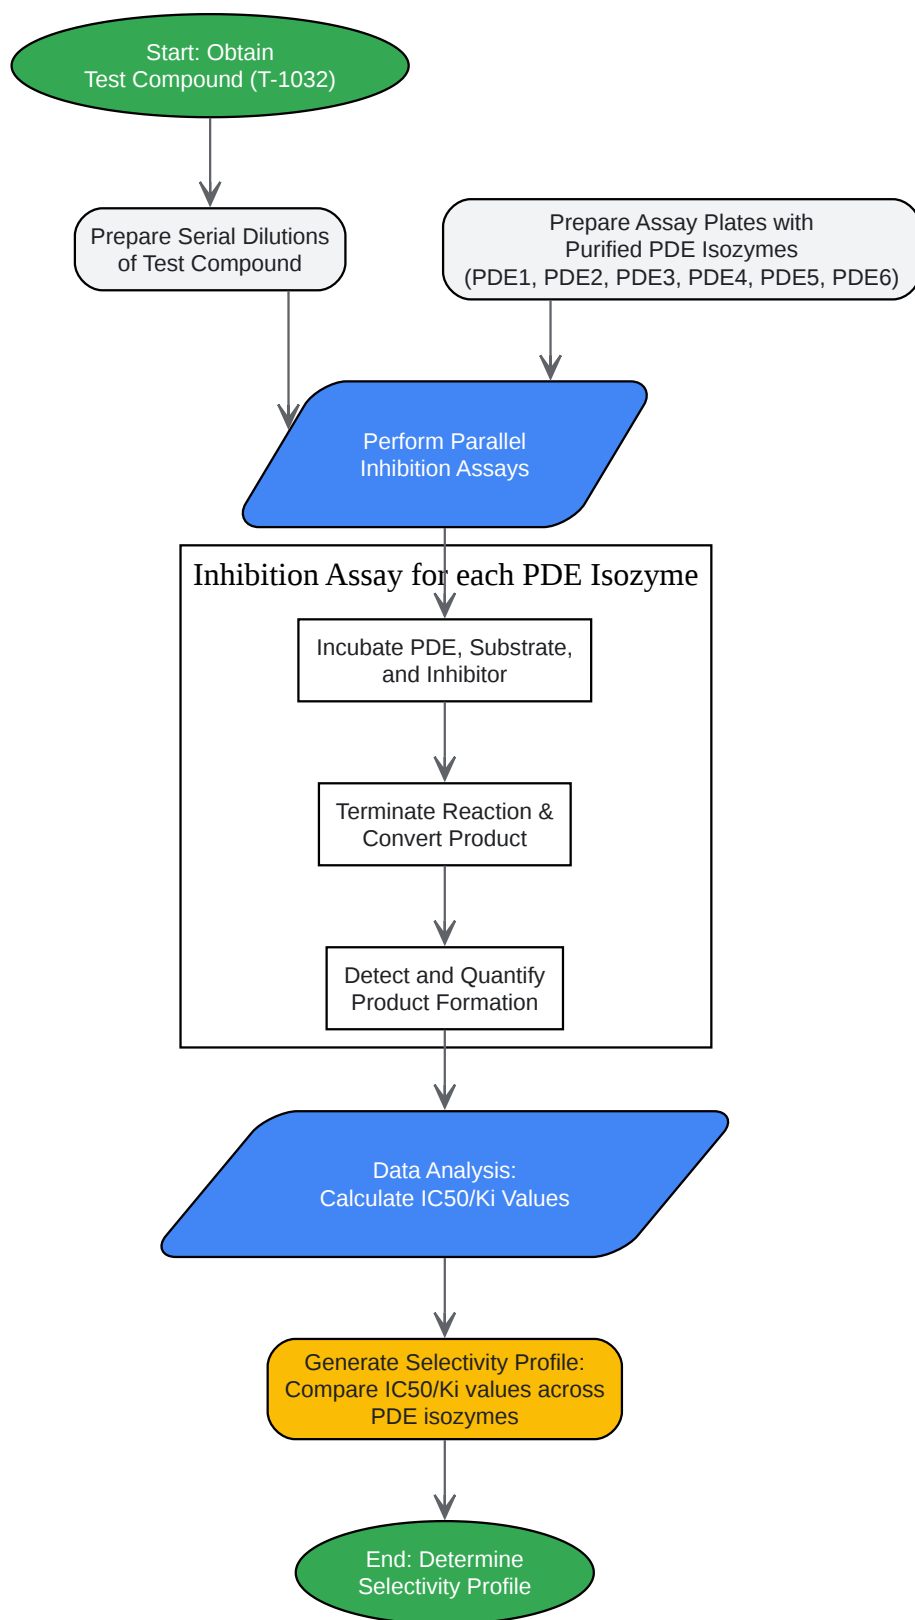 Start: Obtain
Test Compound (T-1032)
Prepare Serial Dilutions
of Test Compound
Prepare Assay Plates with
Purified PDE Isozymes
(PDE1, PDE2, PDE3, PDE4, PDE5, PDE6)
Perform Parallel
Inhibition Assays
Inhibition Assay for each PDE Isozyme
Incubate PDE, Substrate,
and Inhibitor
Terminate Reaction &
Convert Product
Detect and Quantify
Product Formation
Data Analysis:
Calculate IC50/Ki Values
Generate Selectivity Profile:
Compare IC50/Ki values across
PDE isozymes
End: Determine
Selectivity Profile